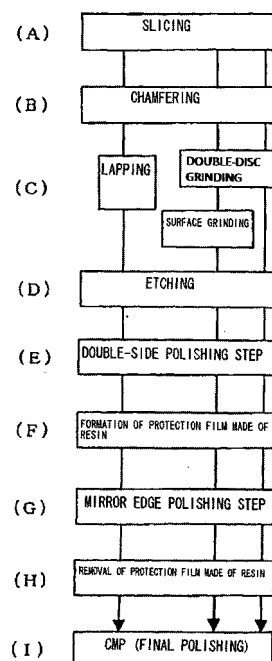 (A) SLICING
(B) CHAMFERING
(C) LAPPING
DOUBLE-DISC
GRINDING
SURFACE GRINDING
(D) ETCHING
(E) DOUBLE-SIDE POLISHING STEP
(F) FORMATION OF PROTECTION FILM MADE OF
RESIN
(G) MIRROR EDGE POLISHING STEP
(H) REMOVAL OF PROTECTION FILM MADE OF RESIN
(I) CMP (FINAL POLISHING)